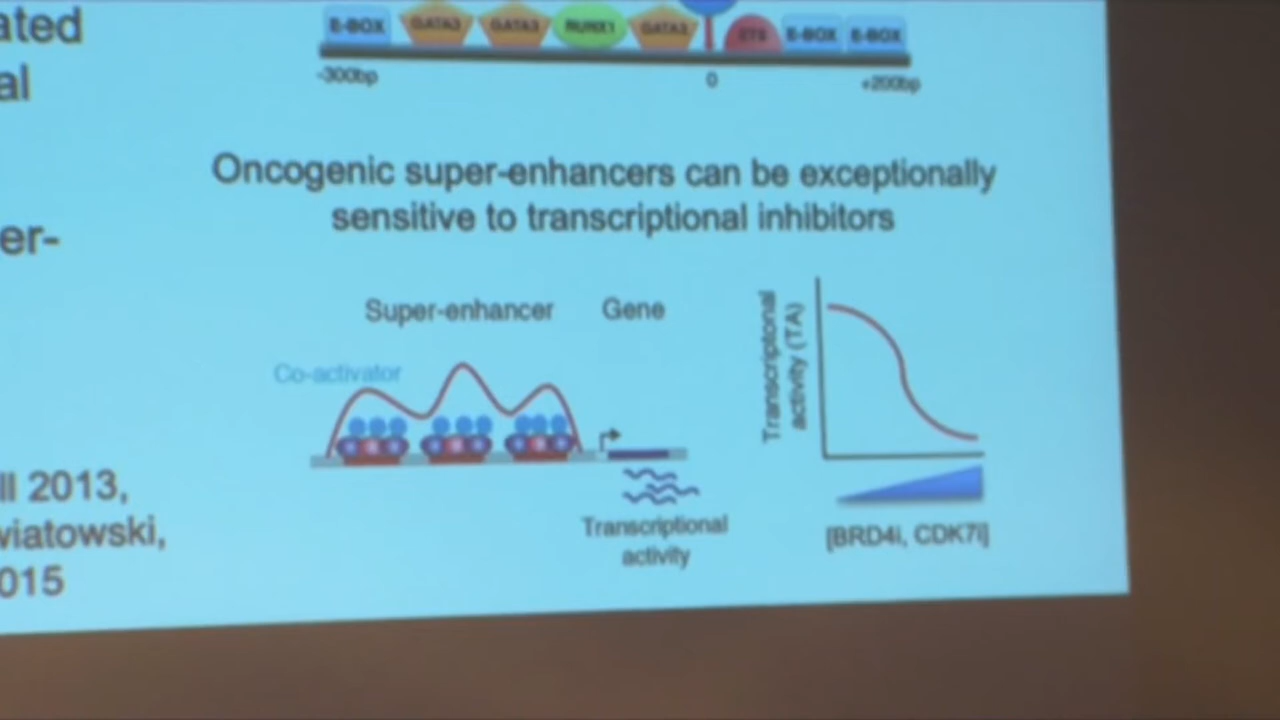 ated
al
er-
ll 2013,
wiatowski,
015
E-BOX GATA3 GATA3 RUNX1 GATA3 ETS E-BOX E-BOX
-300bp 0 +200bp
Oncogenic super-enhancers can be exceptionally
sensitive to transcriptional inhibitors
Super-enhancer Gene
Co-activator
Transcriptional
activity
Transcriptonal
activity (TA)
[BRD4i, CDK7i]